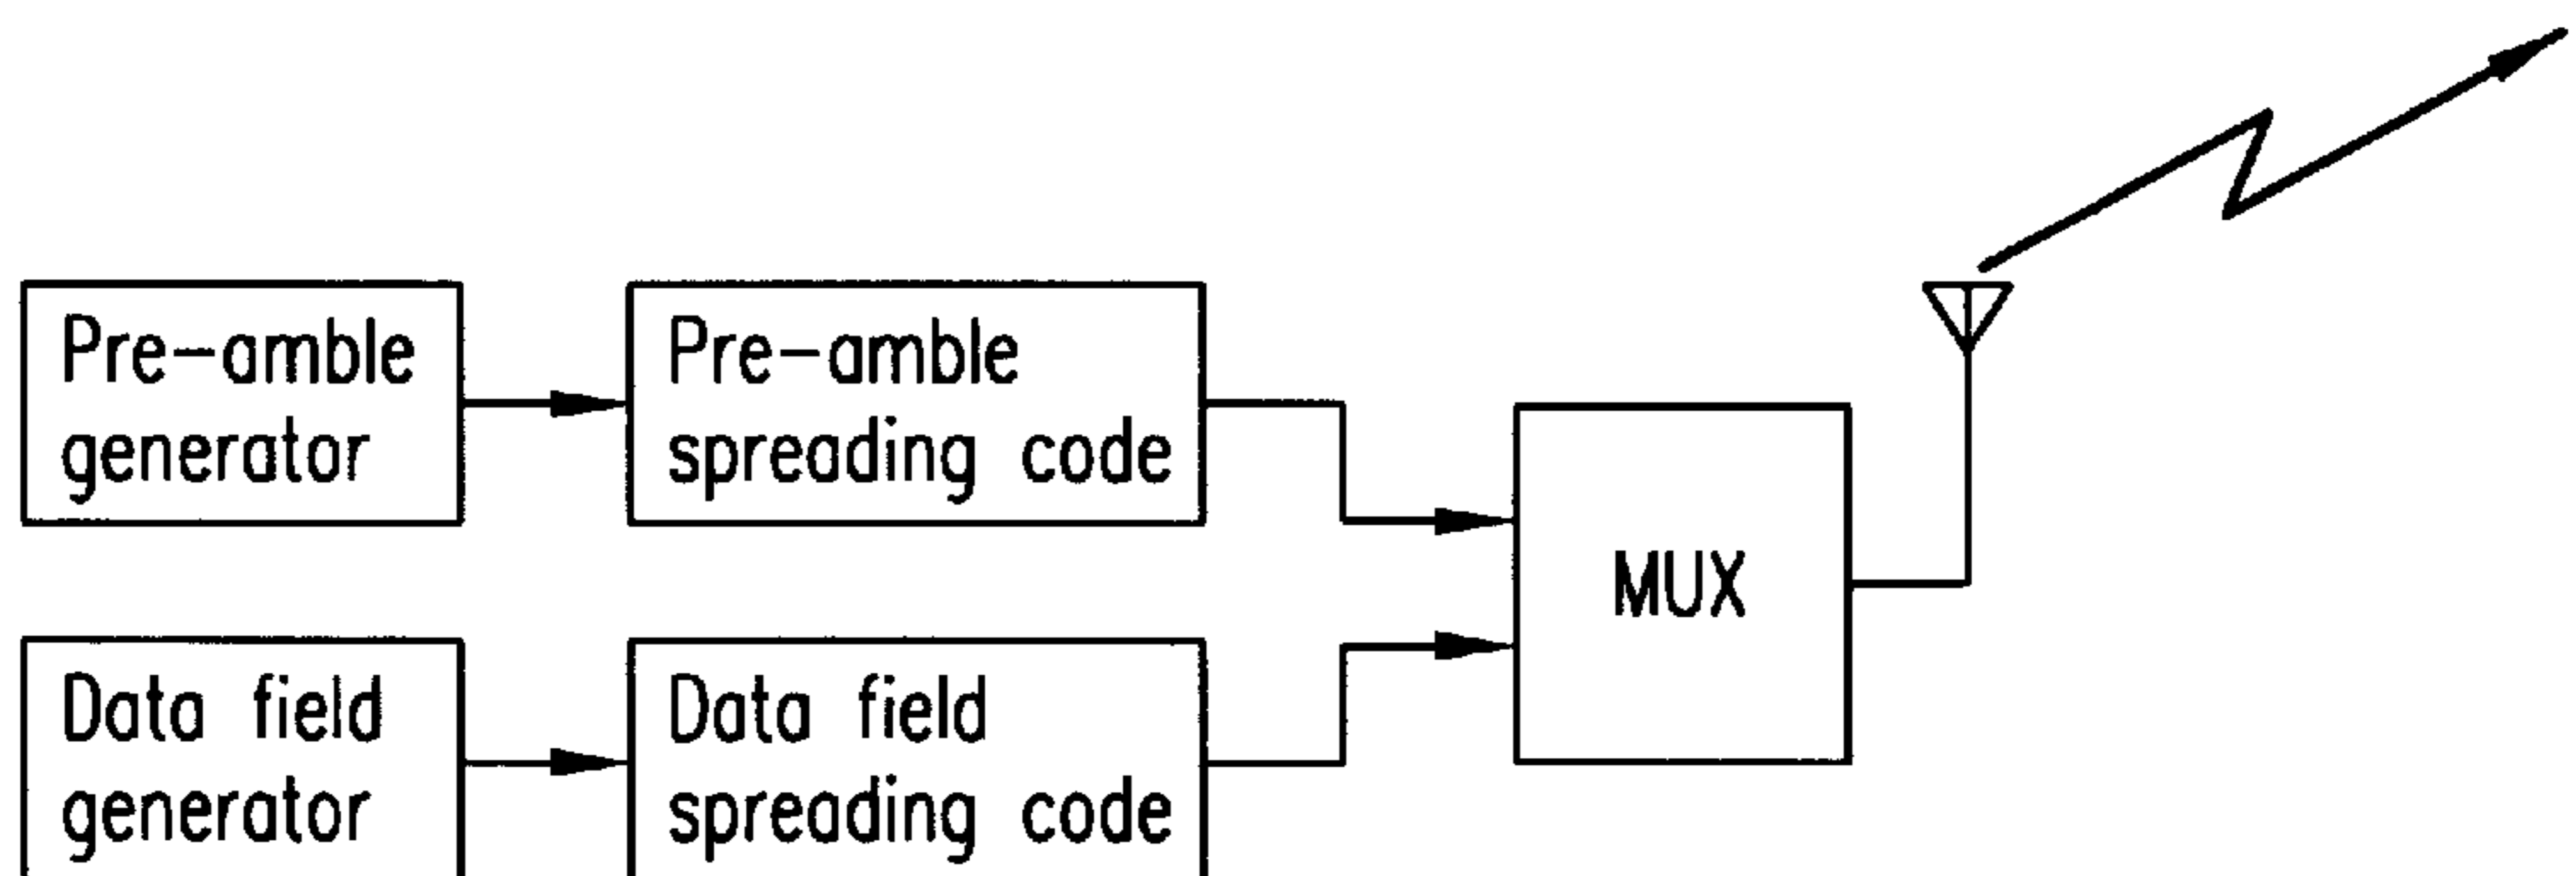 Pre-amble
generator
Pre-amble
spreading code
MUX
Data field
generator
Data field
spreading code